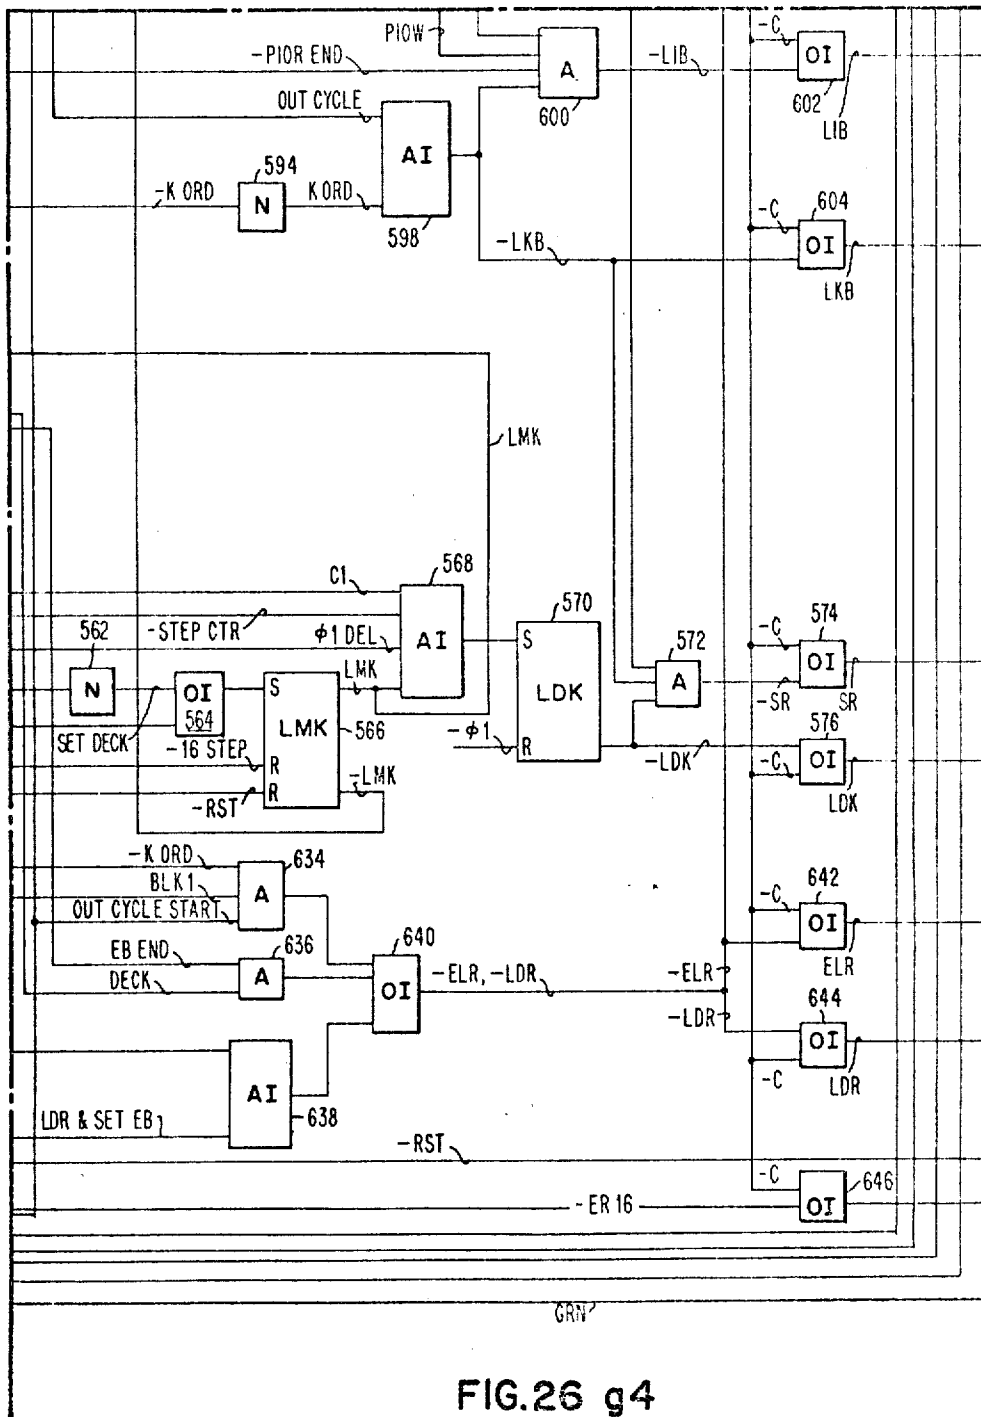 PIOW
-C
OI
-PIOR END
-LIB
A
602
OUT CYCLE
600
LIB
AI
594
-K ORD
N
K ORD
598
-C
604
OI
-LKB
LKB
LMK
568
C1
570
-STEP CTR
562
φ1 DEL
AI
S
572
-C
574
OI
LMK
LDK
A
N
OI
564
S
LMK
566
-SR
SR
576
SET DECK
-16 STEP
R
-φ1
R
-LDK
OI
-LMK
-C
-RST
R
LDK
-K ORD
634
BLK1
A
642
OUT CYCLE START
-C
OI
EB END
636
640
ELR
DECK
A
OI
-ELR, -LDR
-ELR
644
-LDR
OI
AI
-C
LDR
LDR & SET EB
638
-RST
-C
646
OI
-ER 16
GRN
FIG.26 g4